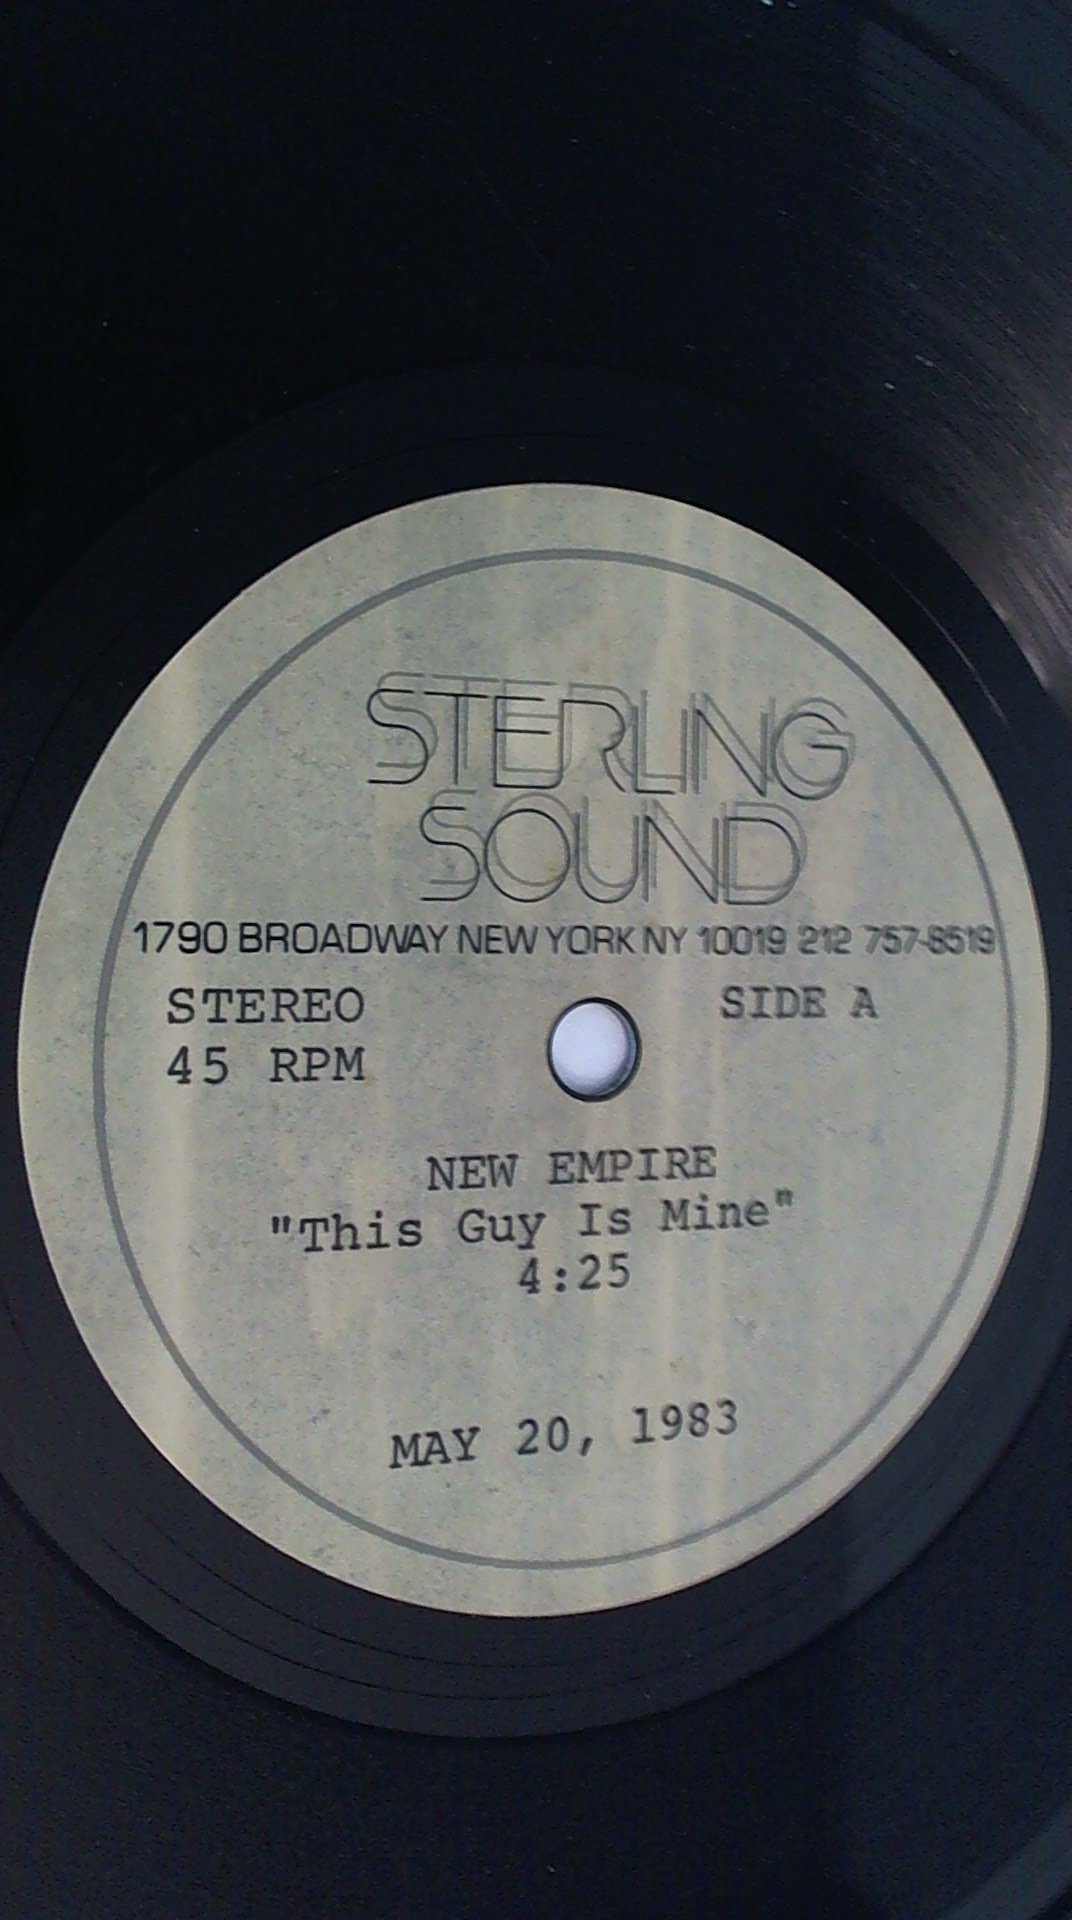 STERLING
SOUND
1790 BROADWAY NEW YORK NY 10019 212 757-8519
STEREO SIDE A
45 RPM
NEW EMPIRE
"This Guy Is Mine"
4:25
MAY 20, 1983